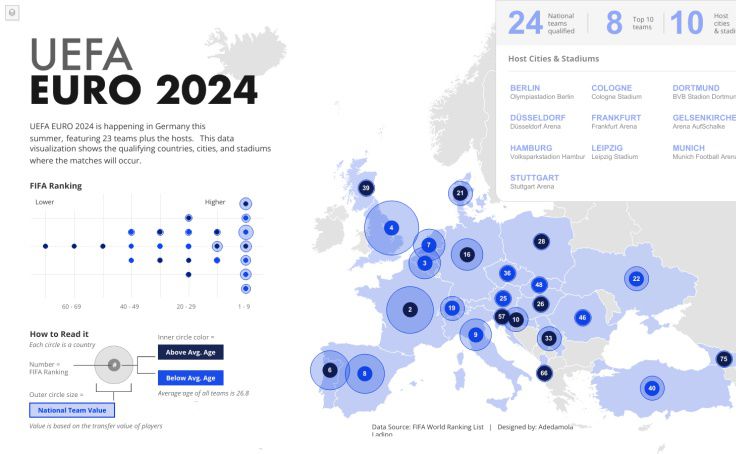 UEFA
EURO 2024
UEFA EURO 2024 is happening in Germany this
summer, featuring 23 teams plus the hosts. This data
visualization shows the qualifying countries, cities, and stadiums
where the matches will occur.
FIFA Ranking
Lower Higher
60 - 69 40 - 49 20 - 29 1 - 9
How to Read it
Each circle is a country
Number =
FIFA Ranking
#
Outer circle size =
National Team Value
Value is based on the transfer value of players
Inner circle color =
Above Avg. Age
Below Avg. Age
Average age of all teams is 26.8
24 National
teams
qualified
8 Top 10
teams
10 Host
cities
& stadi
Host Cities & Stadiums
BERLIN
Olympiastadion Berlin
COLOGNE
Cologne Stadium
DORTMUND
BVB Stadion Dortmun
DÜSSELDORF
Düsseldorf Arena
FRANKFURT
Frankfurt Arena
GELSENKIRCHE
Arena AufSchalke
HAMBURG
Volksparkstadion Hambur
LEIPZIG
Leipzig Stadium
MUNICH
Munich Football Arena
STUTTGART
Stuttgart Arena
39
21
4
7
3
16
28
36
48
22
25
26
2
19
57
10
46
9
33
6
8
66
75
40
Data Source: FIFA World Ranking List | Designed by: Adedamola
Ladipo